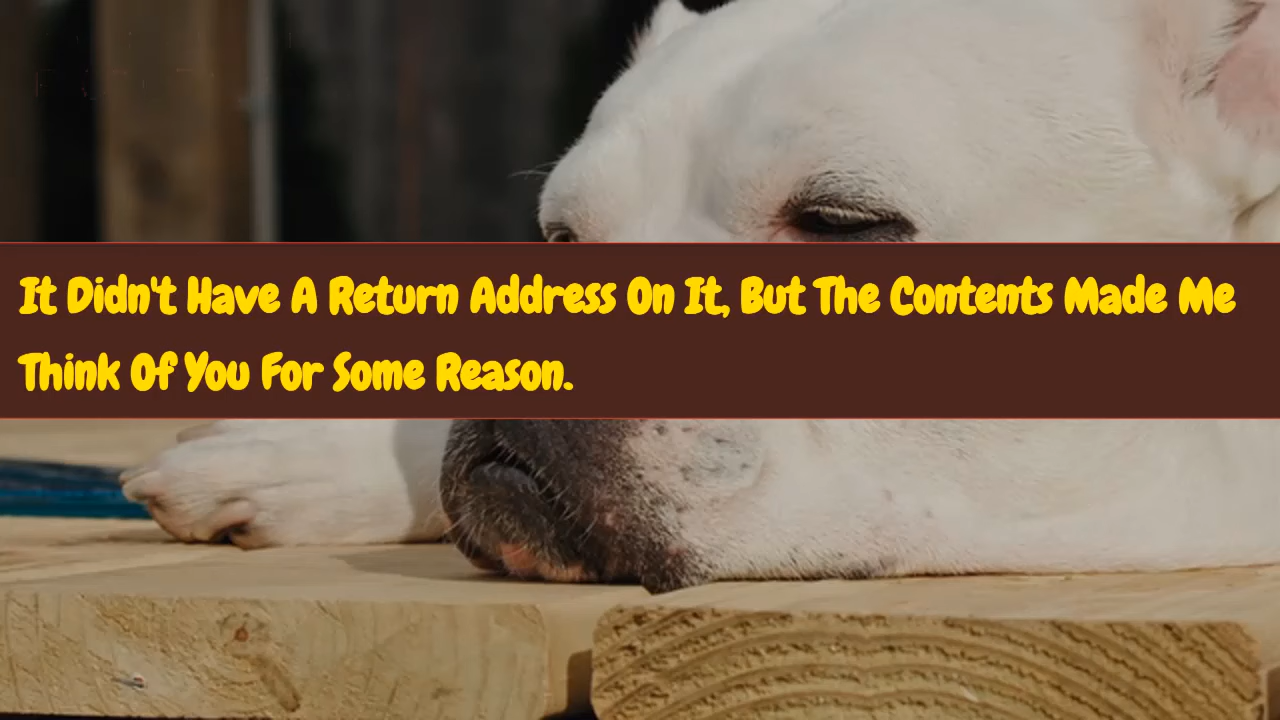 It Didn't Have A Return Address On It, But The Contents Made Me
Think Of You For Some Reason.